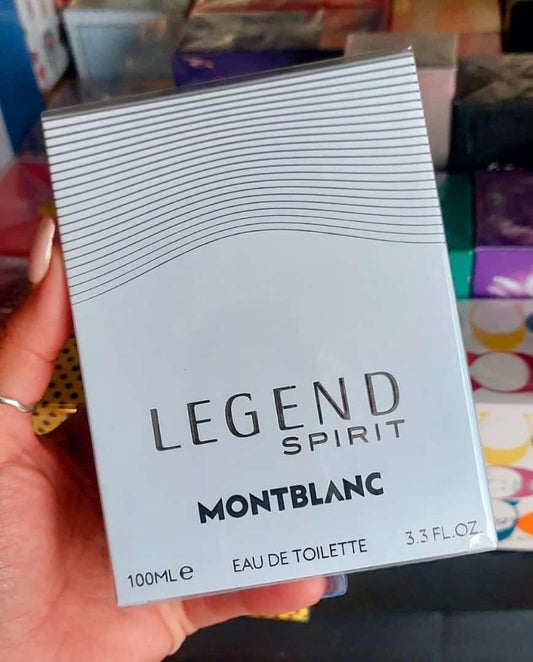 LEGEND
SPIRIT
MONTBLANC
EAU DE TOILETTE
100ML℮ 3.3 FL.OZ.